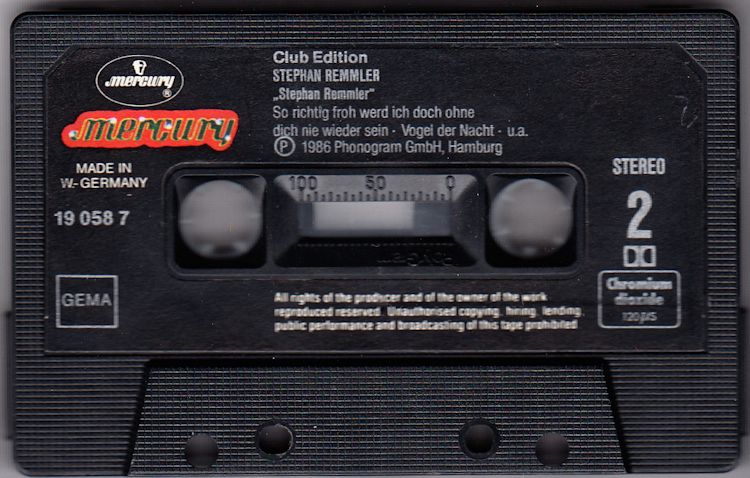 mercury
®
mercury
MADE IN
W.-GERMANY
19 058 7
GEMA
Club Edition
STEPHAN REMMLER
„Stephan Remmler“
So richtig froh werd ich doch ohne
dich nie wieder sein · Vogel der Nacht · u.a.
Ⓟ 1986 Phonogram GmbH, Hamburg
100 50 0
STEREO
2
Chromium
dioxide
120 µS
All rights of the producer and of the owner of the work
reproduced reserved. Unauthorised copying, hiring, lending,
public performance and broadcasting of this tape prohibited